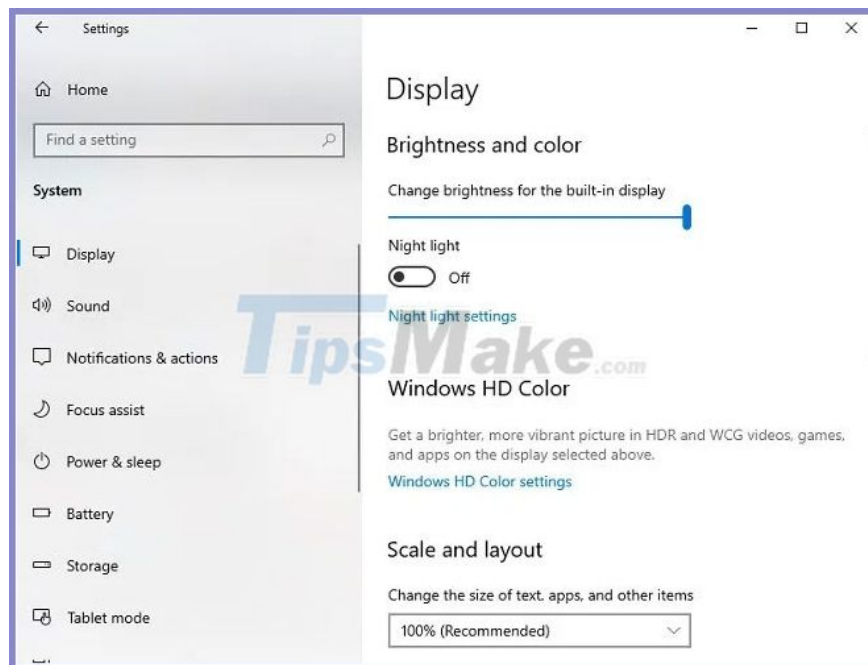 Settings
Home
Find a setting
System
Display
Sound
Notifications & actions
Focus assist
Power & sleep
Battery
Storage
Tablet mode
Display
Brightness and color
Change brightness for the built-in display
Night light
Off
Night light settings
TipsMake.com
Windows HD Color
Get a brighter, more vibrant picture in HDR and WCG videos, games,
and apps on the display selected above.
Windows HD Color settings
Scale and layout
Change the size of text, apps, and other items
100% (Recommended)